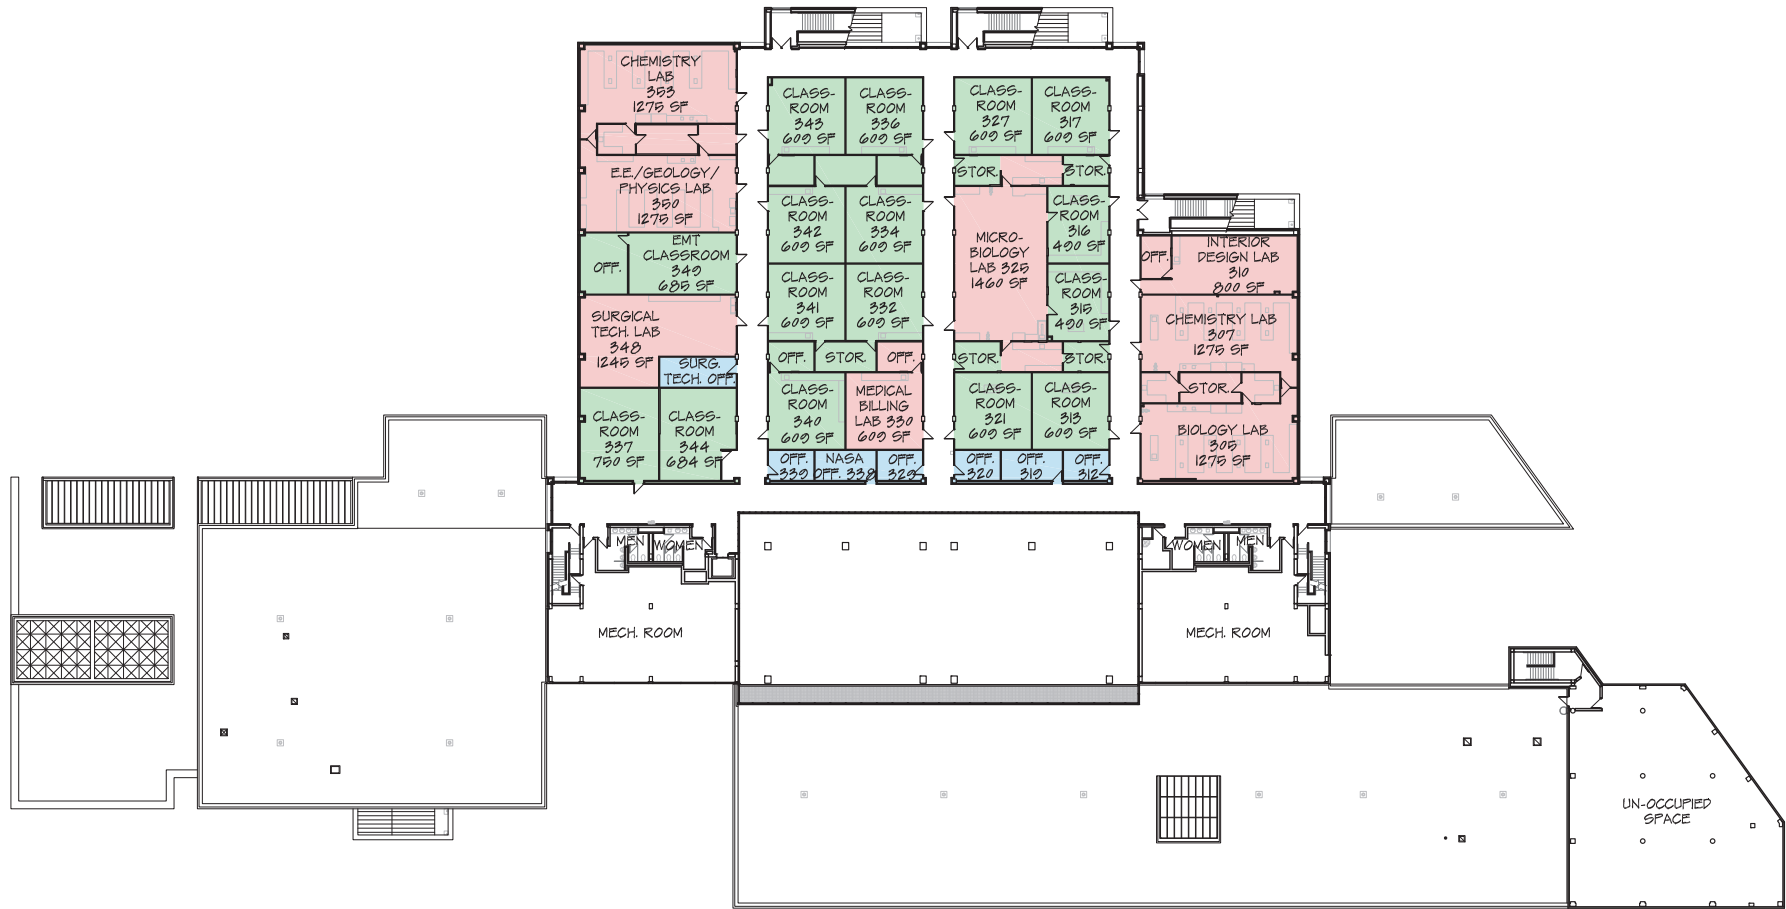 CHEMISTRY
LAB
353
1275 SF
E.E./GEOLOGY/
PHYSICS LAB
350
1275 SF
OFF.
EMT
CLASSROOM
349
685 SF
SURGICAL
TECH. LAB
348
1245 SF
SURG.
TECH. OFF.
CLASS-
ROOM
337
750 SF
CLASS-
ROOM
344
684 SF
CLASS-
ROOM
343
609 SF
CLASS-
ROOM
336
609 SF
CLASS-
ROOM
342
609 SF
CLASS-
ROOM
334
609 SF
CLASS-
ROOM
341
609 SF
CLASS-
ROOM
332
609 SF
OFF.
STOR.
OFF.
CLASS-
ROOM
340
609 SF
MEDICAL
BILLING
LAB 330
609 SF
OFF.
339
NASA
OFF. 338
OFF.
329
CLASS-
ROOM
327
609 SF
CLASS-
ROOM
317
609 SF
STOR.
STOR.
MICRO-
BIOLOGY
LAB 325
1460 SF
CLASS-
ROOM
316
490 SF
CLASS-
ROOM
315
490 SF
STOR.
STOR.
CLASS-
ROOM
321
609 SF
CLASS-
ROOM
313
609 SF
OFF.
320
OFF.
319
OFF.
312
OFF.
INTERIOR
DESIGN LAB
310
800 SF
CHEMISTRY LAB
307
1275 SF
STOR.
BIOLOGY LAB
305
1275 SF
MEN
WOMEN
WOMEN
MEN
MECH. ROOM
MECH. ROOM
UN-OCCUPIED
SPACE